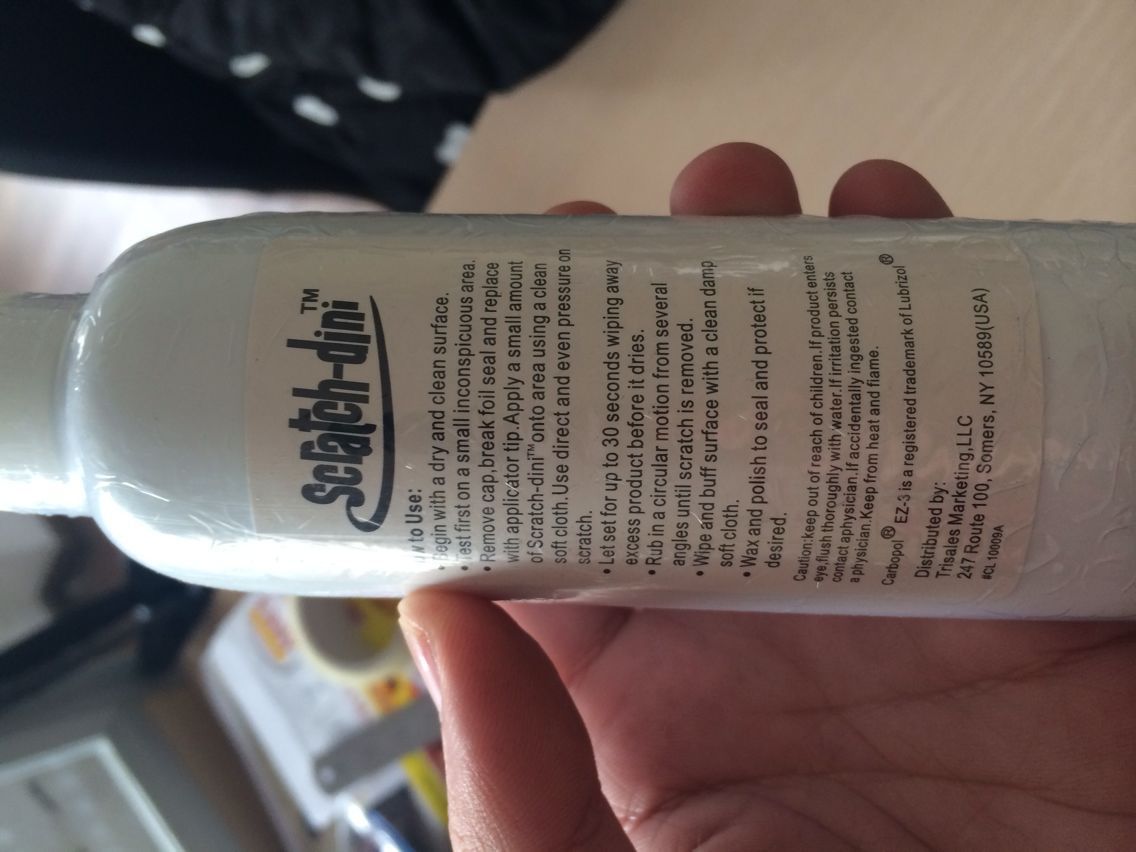 Scratch-dini™
w to Use:
egin with a dry and clean surface.
est first on a small inconspicuous area.
• Remove cap,break foil seal and replace
with applicator tip.Apply a small amount
of Scratch-dini™onto area using a clean
soft cloth.Use direct and even pressure on
scratch.
• Let set for up to 30 seconds wiping away
excess product before it dries.
• Rub in a circular motion from several
angles until scratch is removed.
• Wipe and buff surface with a clean damp
soft cloth.
• Wax and polish to seal and protect if
desired.
Caution:keep out of reach of children.If product enters
eye,flush thoroughly with water.If irritation persists
contact aphysician.If accidentally ingested contact
a physician.Keep from heat and flame.
Carbopol® EZ-3 is a registered trademark of Lubrizol®
Distributed by:
Trisales Marketing,LLC
247 Route 100, Somers, NY 10589(USA)
#CL10009A